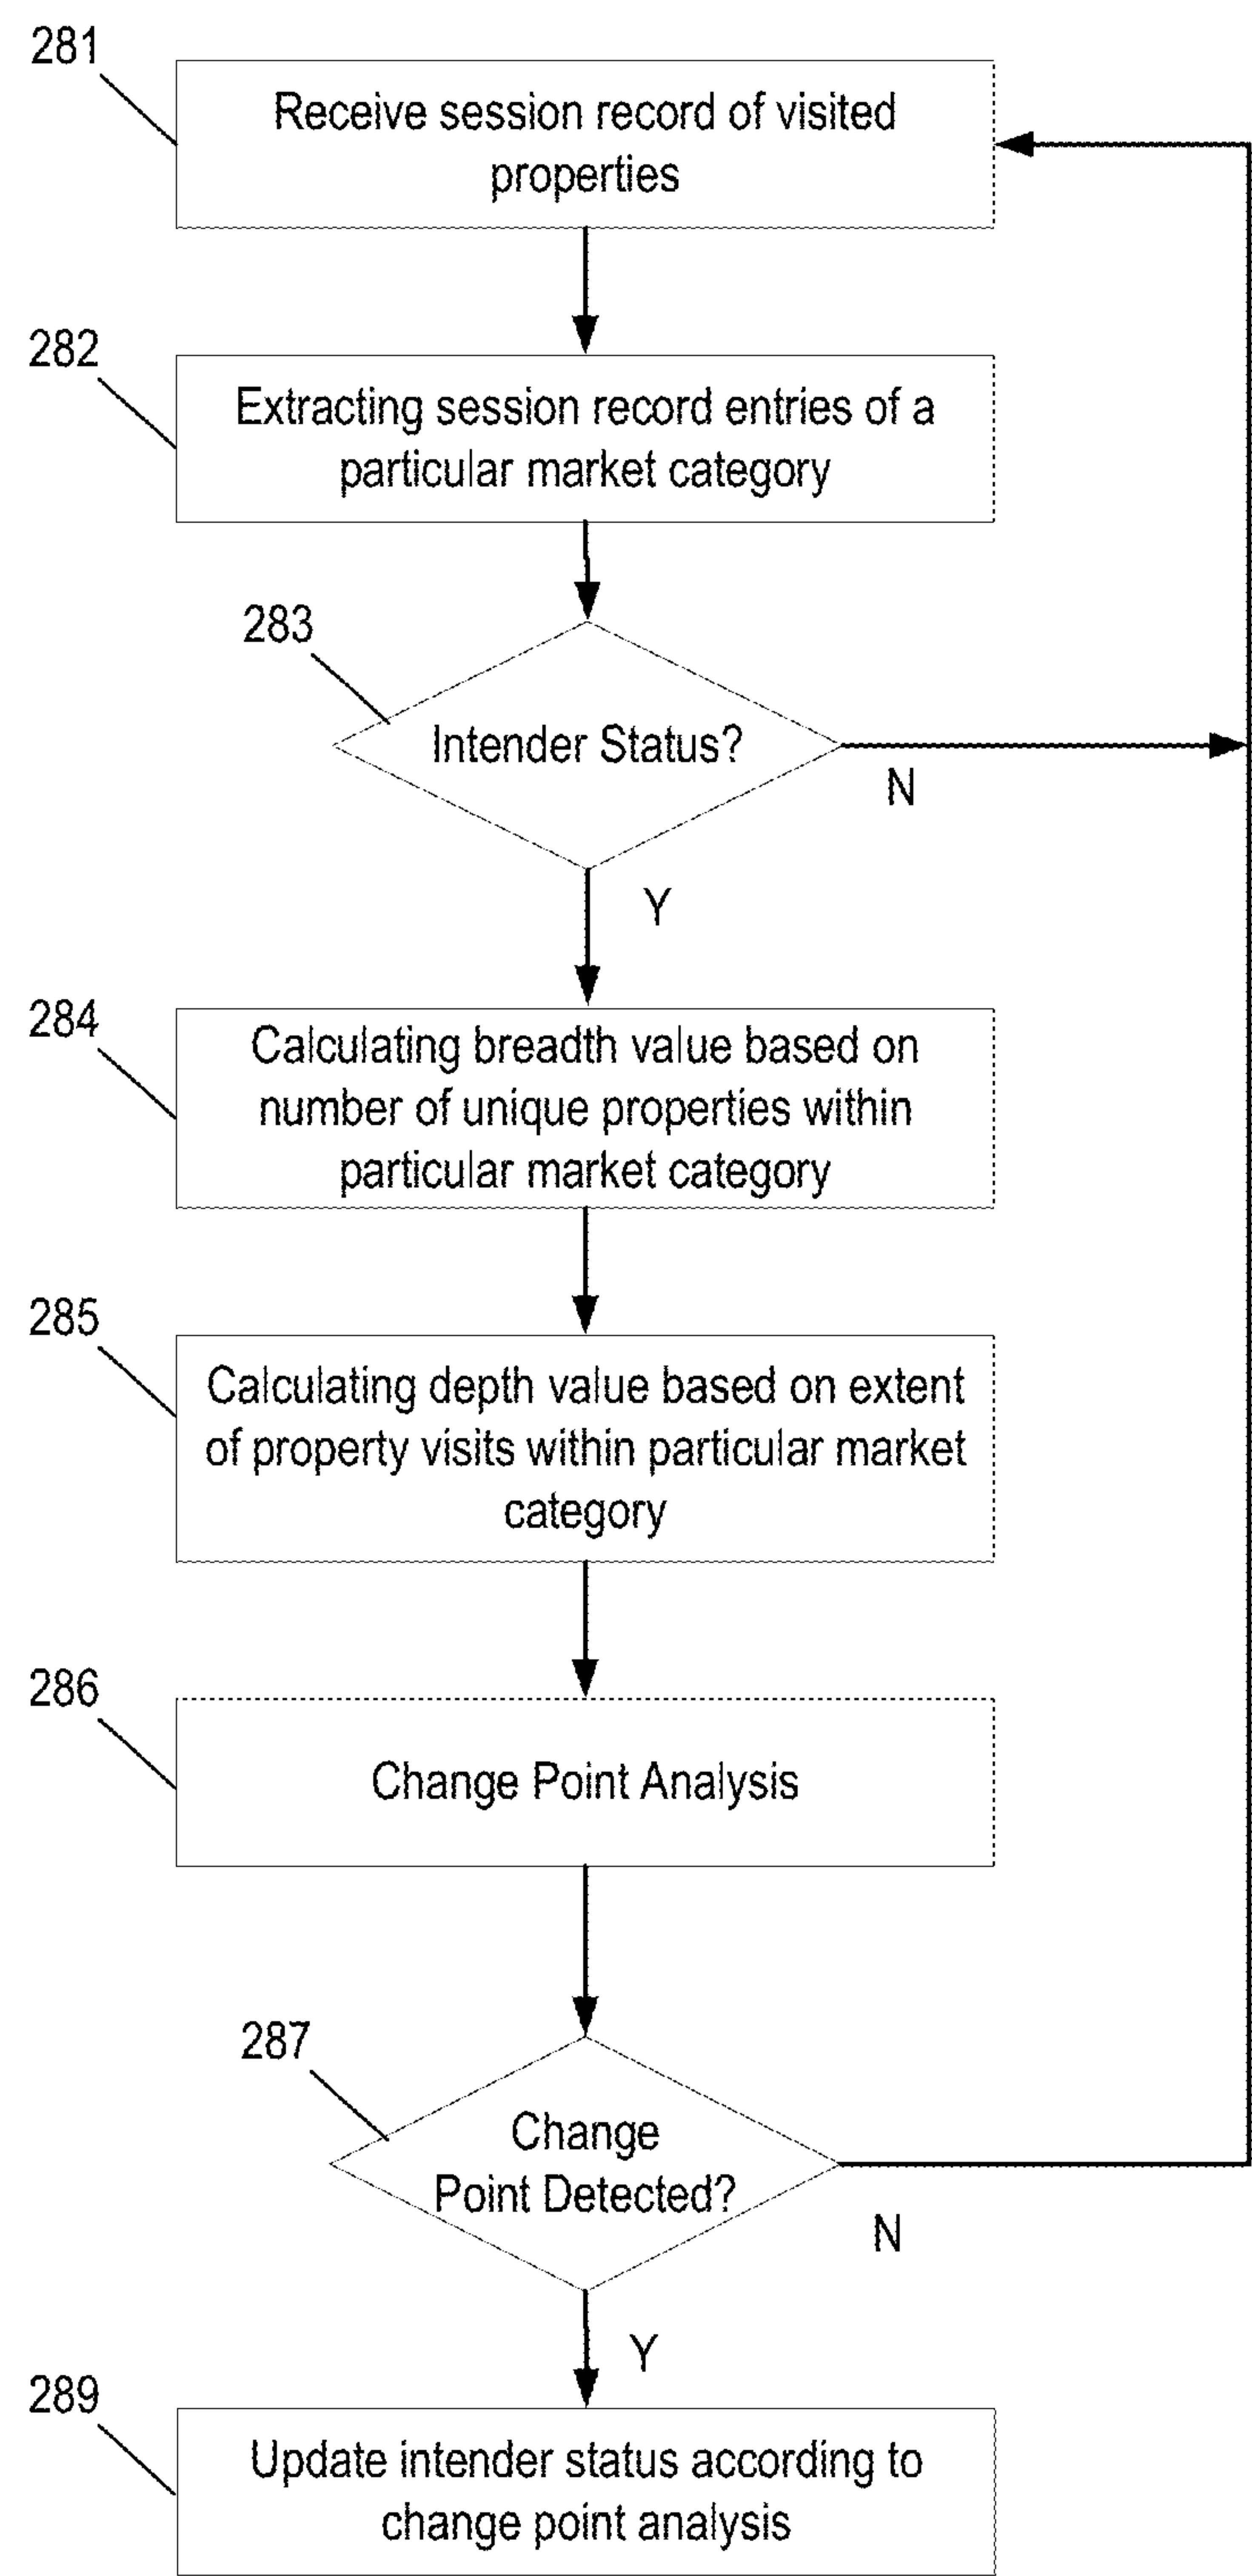 281
Receive session record of visited
properties
282
Extracting session record entries of a
particular market category
283
Intender Status?
N
Y
284
Calculating breadth value based on
number of unique properties within
particular market category
285
Calculating depth value based on extent
of property visits within particular market
category
286
Change Point Analysis
287
Change
Point Detected?
N
Y
289
Update intender status according to
change point analysis